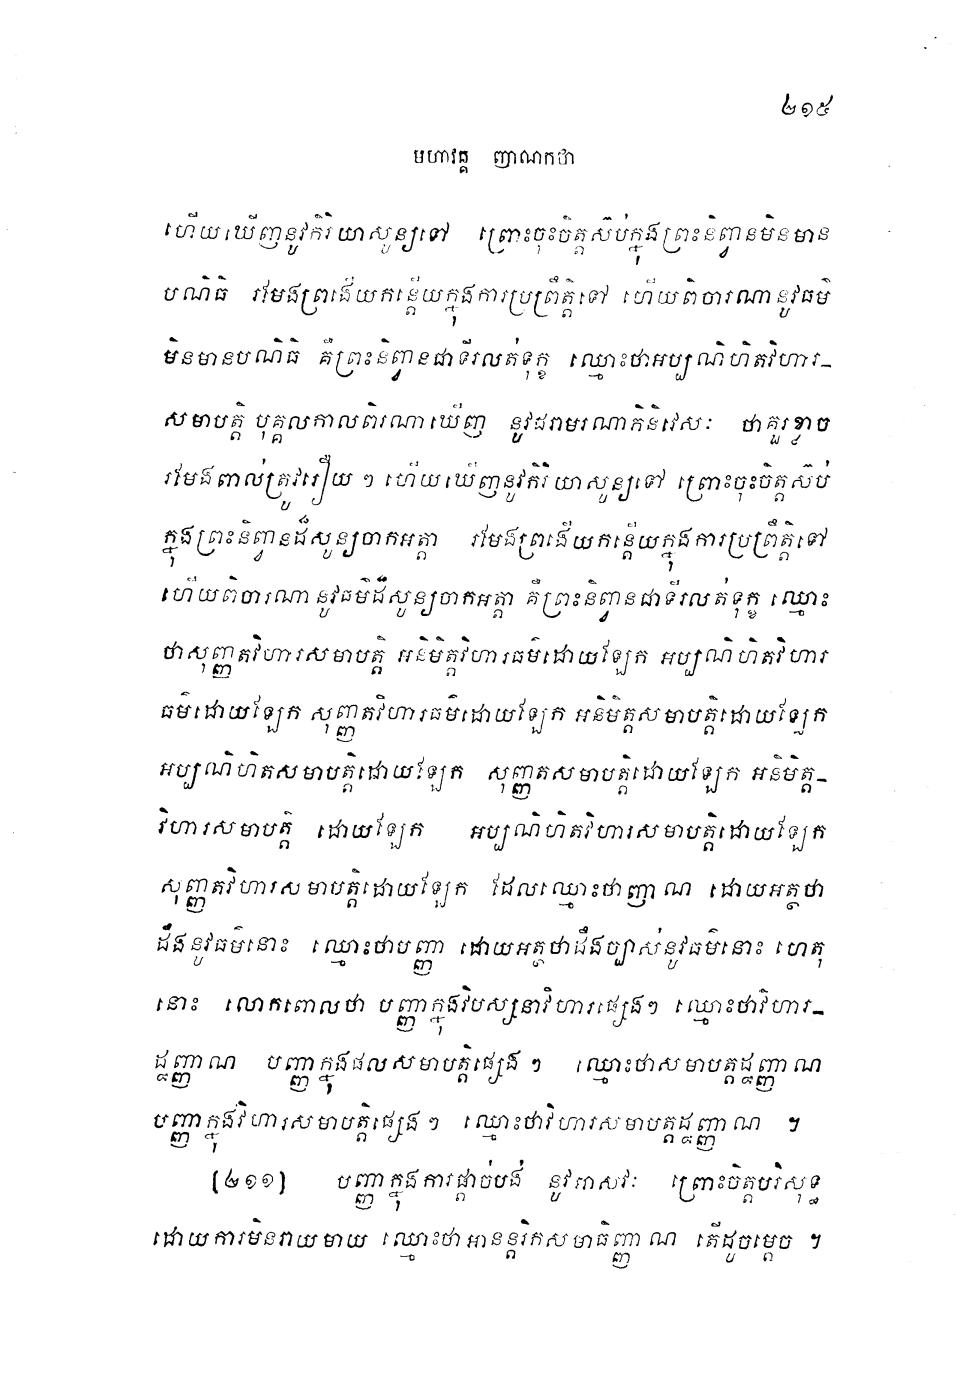 ២១៥
មហាវគ្គ ញាណកថា
ហើយឃើញនូវកិរិយាសូន្យទៅ ព្រោះចុះចិត្តស៊ប់ក្នុងព្រះនិព្វានមិនមាន
បណិធិ រមែងព្រងើយកន្តើយក្នុងការប្រព្រឹត្តិទៅ ហើយពិចារណានូវធម៌
មិនមានបណិធិ គឺព្រះនិព្វានជាទីរលត់ទុក្ខ ឈ្មោះថាអប្បណិហិតវិហារ-
សមាបត្តិ បុគ្គលកាលពិរណាឃើញ នូវជរាមរណាភិនិវេសៈ ថាគួរខ្លាច
រមែងពាល់ត្រូវរឿយ ៗ ហើយឃើញនូវកិរិយាសូន្យទៅ ព្រោះចុះចិត្តស៊ប់
ក្នុងព្រះនិព្វានដ៏សូន្យចាកអត្តា រមែងព្រងើយកន្តើយក្នុងការប្រព្រឹត្តិទៅ
ហើយពិចារណានូវធម៌ដ៏សូន្យចាកអត្តា គឺព្រះនិព្វានជាទីរលត់ទុក្ខ ឈ្មោះ
ថាសុញ្ញតវិហារសមាបត្តិ អនិមិត្តវិហារធម៌ដោយឡែក អប្បណិហិតវិហារ
ធម៌ដោយឡែក សុញ្ញតវិហារធម៌ដោយឡែក អនិមិត្តសមាបត្តិដោយឡែក
អប្បណិហិតសមាបត្តិដោយឡែក សុញ្ញតសមាបត្តិដោយឡែក អនិមិត្ត-
វិហារសមាបត្តិ ដោយឡែក អប្បណិហិតវិហារសមាបត្តិដោយឡែក
សុញ្ញតវិហារសមាបត្តិដោយឡែក ដែលឈ្មោះថាញាណ ដោយអត្ថថា
ដឹងនូវធម៌នោះ ឈ្មោះថាបញ្ញា ដោយអត្ថថាដឹងច្បាស់នូវធម៌នោះ ហេតុ
នោះ លោកពោលថា បញ្ញាក្នុងវិបស្សនាវិហារផ្សេងៗ ឈ្មោះថាវិហារ-
ដ្ឋញ្ញាណ បញ្ញាក្នុងផលសមាបត្តិផ្សេង ៗ ឈ្មោះថាសមាបត្តដ្ឋញ្ញាណ
បញ្ញាក្នុងវិហារសមាបត្តិផ្សេង ៗ ឈ្មោះថាវិហារសមាបត្តដ្ឋញ្ញាណ ។
[២១១] បញ្ញាក្នុងការផ្តាច់បង់ នូវអាសវៈ ព្រោះចិត្តបរិសុទ្ធ
ដោយការមិនរាយមាយ ឈ្មោះថាអានន្តរិកសមាធិញ្ញាណ តើដូចម្តេច ។